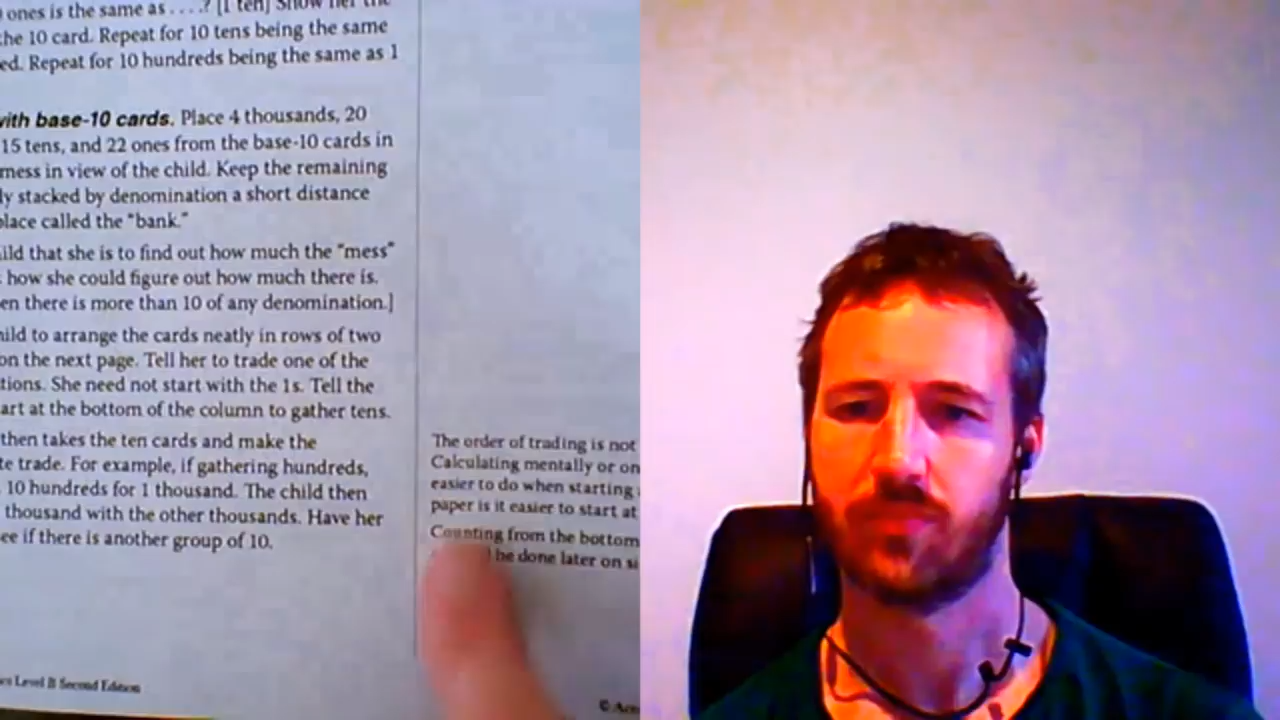 ones is the same as . . . .? [1 ten] Show her the
the 10 card. Repeat for 10 tens being the same
ed. Repeat for 10 hundreds being the same as 1
with base-10 cards. Place 4 thousands, 20
15 tens, and 22 ones from the base-10 cards in
mess in view of the child. Keep the remaining
ly stacked by denomination a short distance
place called the "bank."
ild that she is to find out how much the "mess"
how she could figure out how much there is.
en there is more than 10 of any denomination.]
hild to arrange the cards neatly in rows of two
on the next page. Tell her to trade one of the
tions. She need not start with the 1s. Tell the
art at the bottom of the column to gather tens.
then takes the ten cards and make the
te trade. For example, if gathering hundreds,
10 hundreds for 1 thousand. The child then
thousand with the other thousands. Have her
ee if there is another group of 10.
The order of trading is not
Calculating mentally or on
easier to do when starting
paper is it easier to start at
Counting from the bottom
be done later on
cs Level B Second Edition
©